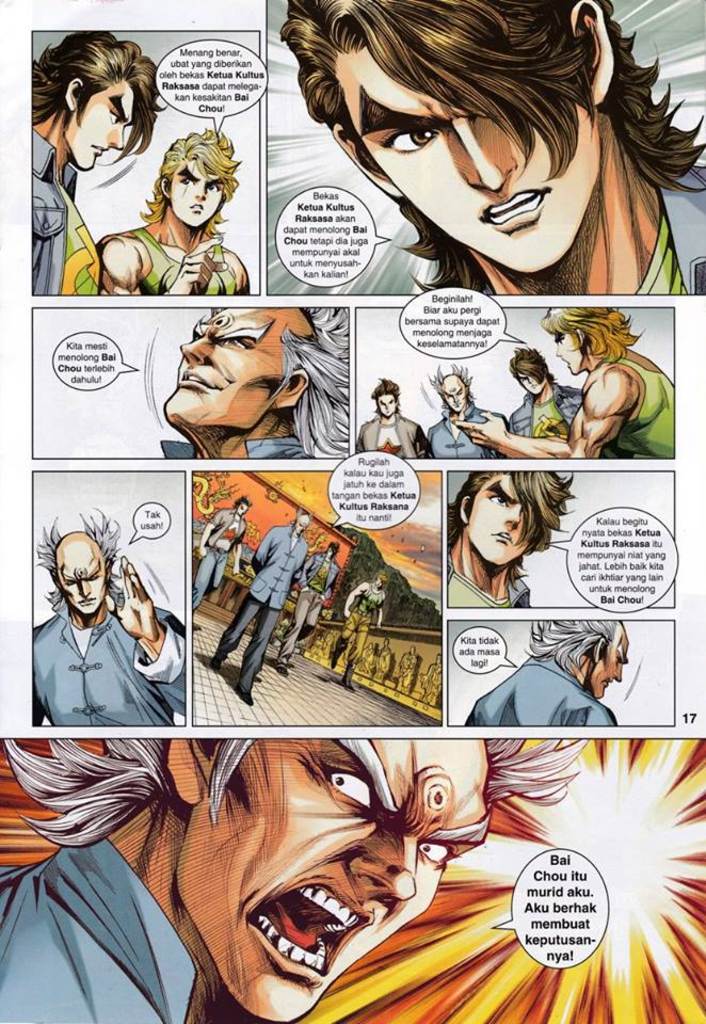 Menang benar,
ubat yang diberikan
oleh bekas Ketua Kultus
Raksasa dapat melega-
kan kesakitan Bai
Chou!
Bekas
Ketua Kultus
Raksasa akan
dapat menolong Bai
Chou tetapi dia juga
mempunyai akal
untuk menyusah-
kan kalian!
Kita mesti
menolong Bai
Chou terlebih
dahulu!
Beginilah!
Biar aku pergi
bersama supaya dapat
menolong menjaga
keselamatannya!
Tak
usah!
Rugilah
kalau kau juga
jatuh ke dalam
tangan bekas Ketua
Kultus Raksana
itu nanti!
Kalau begitu
nyata bekas Ketua
Kultus Raksasa itu
mempunyai niat yang
jahat. Lebih baik kita
cari ikhtiar yang lain
untuk menolong
Bai Chou!
Kita tidak
ada masa
lagi!
17
Bai
Chou itu
murid aku.
Aku berhak
membuat
keputusan-
nya!